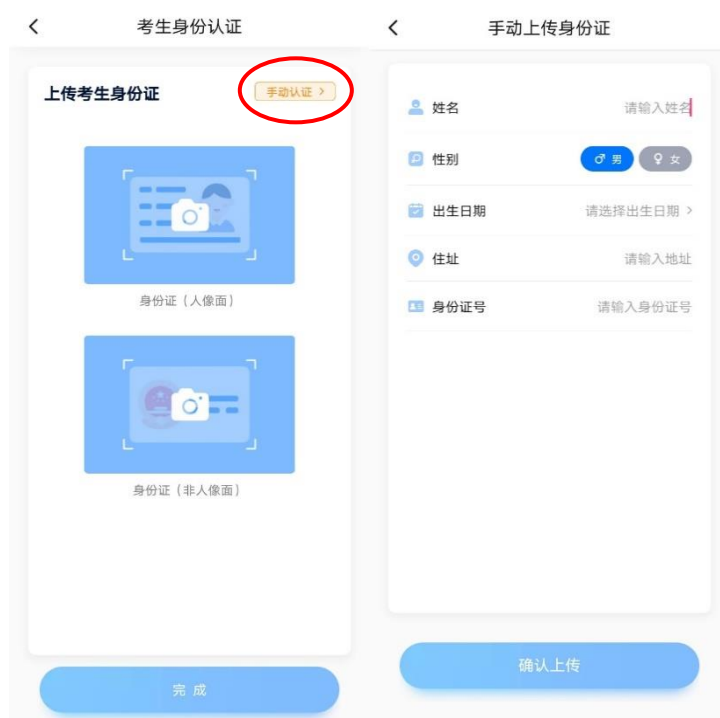 考生身份认证
上传考生身份证
手动认证 >
身份证（人像面）
身份证（非人像面）
完成
手动上传身份证
姓名 请输入姓名
性别 ♂ 男 ♀ 女
出生日期 请选择出生日期 >
住址 请输入地址
身份证号 请输入身份证号
确认上传